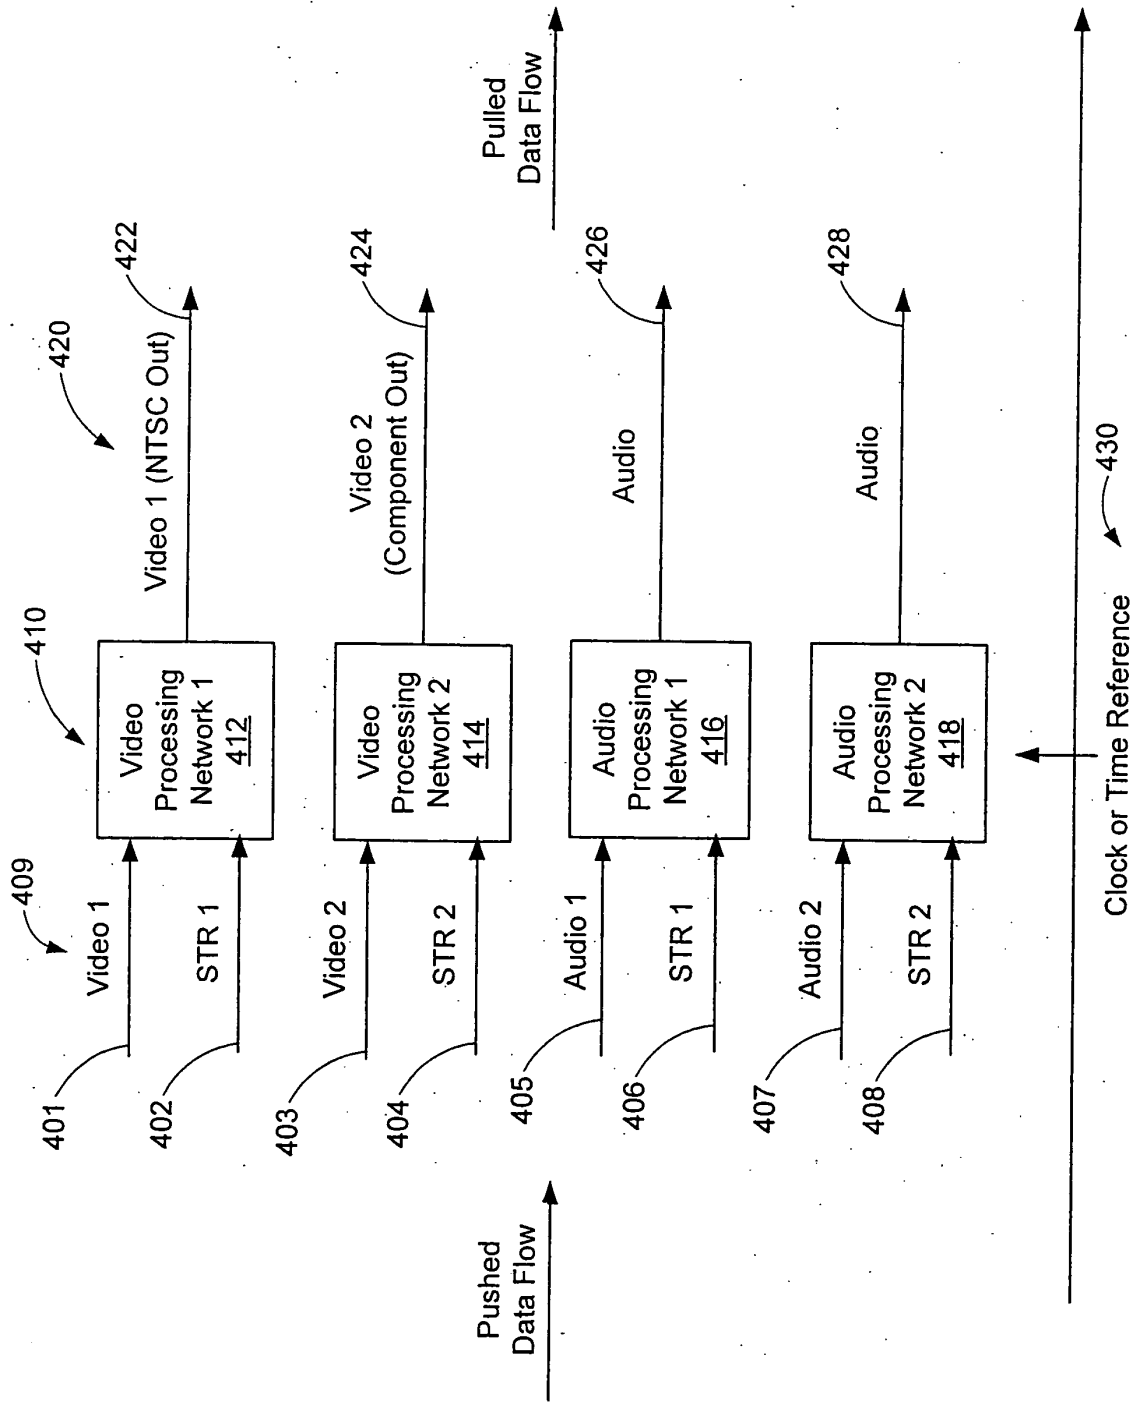 Pushed
Data Flow
409
401
Video 1
402
STR 1
403
Video 2
404
STR 2
405
Audio 1
406
STR 1
407
Audio 2
408
STR 2
410
Video
Processing
Network 1
412
Video
Processing
Network 2
414
Audio
Processing
Network 1
416
Audio
Processing
Network 2
418
420
Video 1 (NTSC Out)
422
Video 2
(Component Out)
424
Audio
426
Audio
428
Pulled
Data Flow
Clock or Time Reference
430